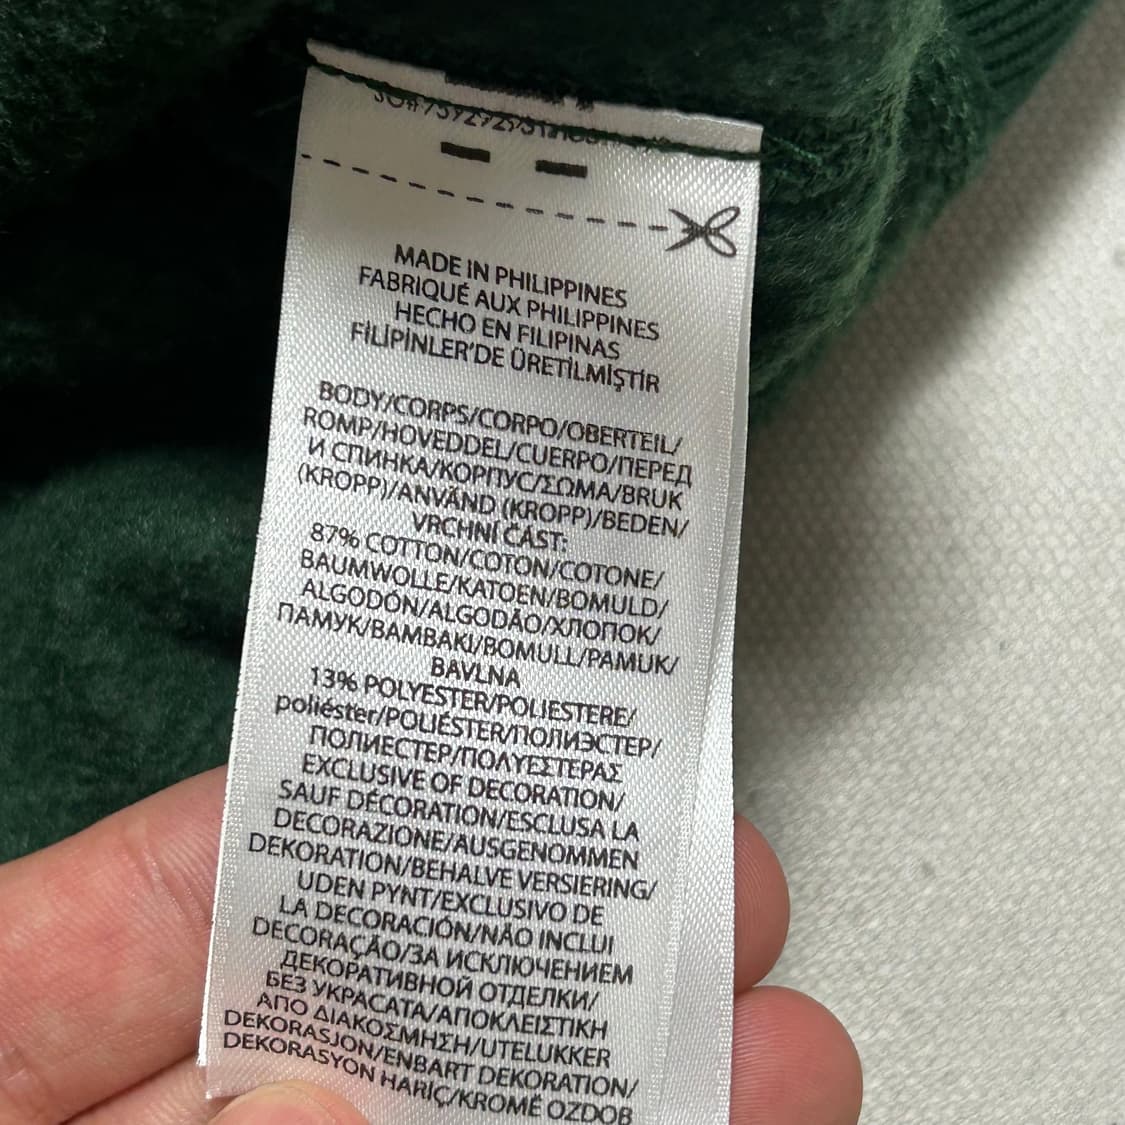 MADE IN PHILIPPINES
FABRIQUÉ AUX PHILIPPINES
HECHO EN FILIPINAS
FİLİPİNLER'DE ÜRETİLMİŞTİR
BODY/CORPS/CORPO/OBERTEIL/
ROMP/HOVEDDEL/CUERPO/ПЕРЕД
И СПИНКА/КОРПУС/ΣΩΜΑ/BRUK
(KROPP)/ANVÄND (KROPP)/BEDEN/
VRCHNÍ ČÁST:
87% COTTON/COTON/COTONE/
BAUMWOLLE/KATOEN/BOMULD/
ALGODÓN/ALGODÃO/ХЛОПОК/
ПАМУК/ΒΑΜΒΑΚΙ/BOMULL/PAMUK/
BAVLNA
13% POLYESTER/POLIESTERE/
poliéster/POLIÉSTER/ПОЛИЭСТЕР/
ПОЛИЕСТЕР/ΠΟΛΥΕΣΤΕΡΑΣ
EXCLUSIVE OF DECORATION/
SAUF DÉCORATION/ESCLUSA LA
DECORAZIONE/AUSGENOMMEN
DEKORATION/BEHALVE VERSIERING/
UDEN PYNT/EXCLUSIVO DE
LA DECORACIÓN/NÃO INCLUI
DECORAÇÃO/ЗА ИСКЛЮЧЕНИЕМ
ДЕКОРАТИВНОЙ ОТДЕЛКИ/
БЕЗ УКРАСАТА/ΑΠΟΚΛΕΙΣΤΙΚΗ
ΑΠΟ ΔΙΑΚΟΣΜΗΣΗ/UTELUKKER
DEKORASJON/ENBART DEKORATION/
DEKORASYON HARİÇ/KROMĚ OZDOB